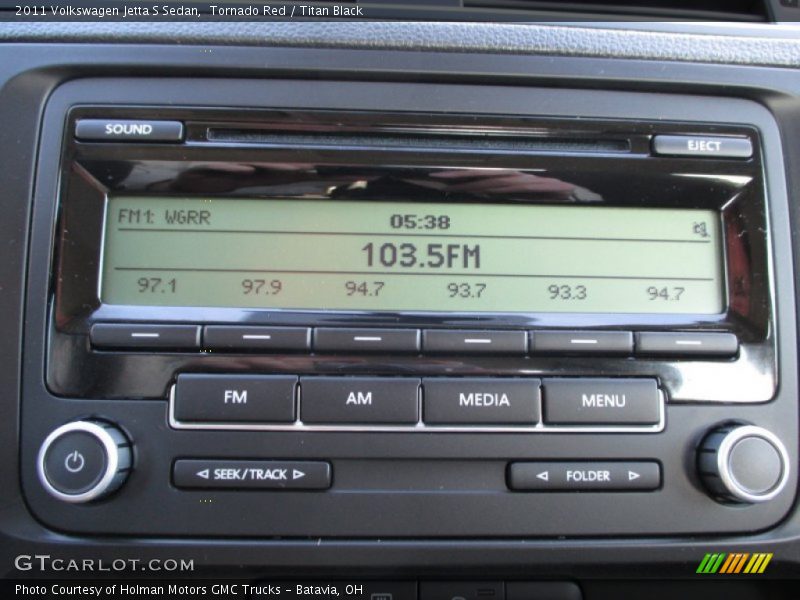 2011 Volkswagen Jetta S Sedan,  Tornado Red / Titan Black
SOUND
EJECT
FM1: WGRR
05:38
103.5FM
97.1 97.9 94.7 93.7 93.3 94.7
FM AM MEDIA MENU
SEEK/TRACK
FOLDER
GTCARLOT.COM
Photo Courtesy of Holman Motors GMC Trucks - Batavia, OH